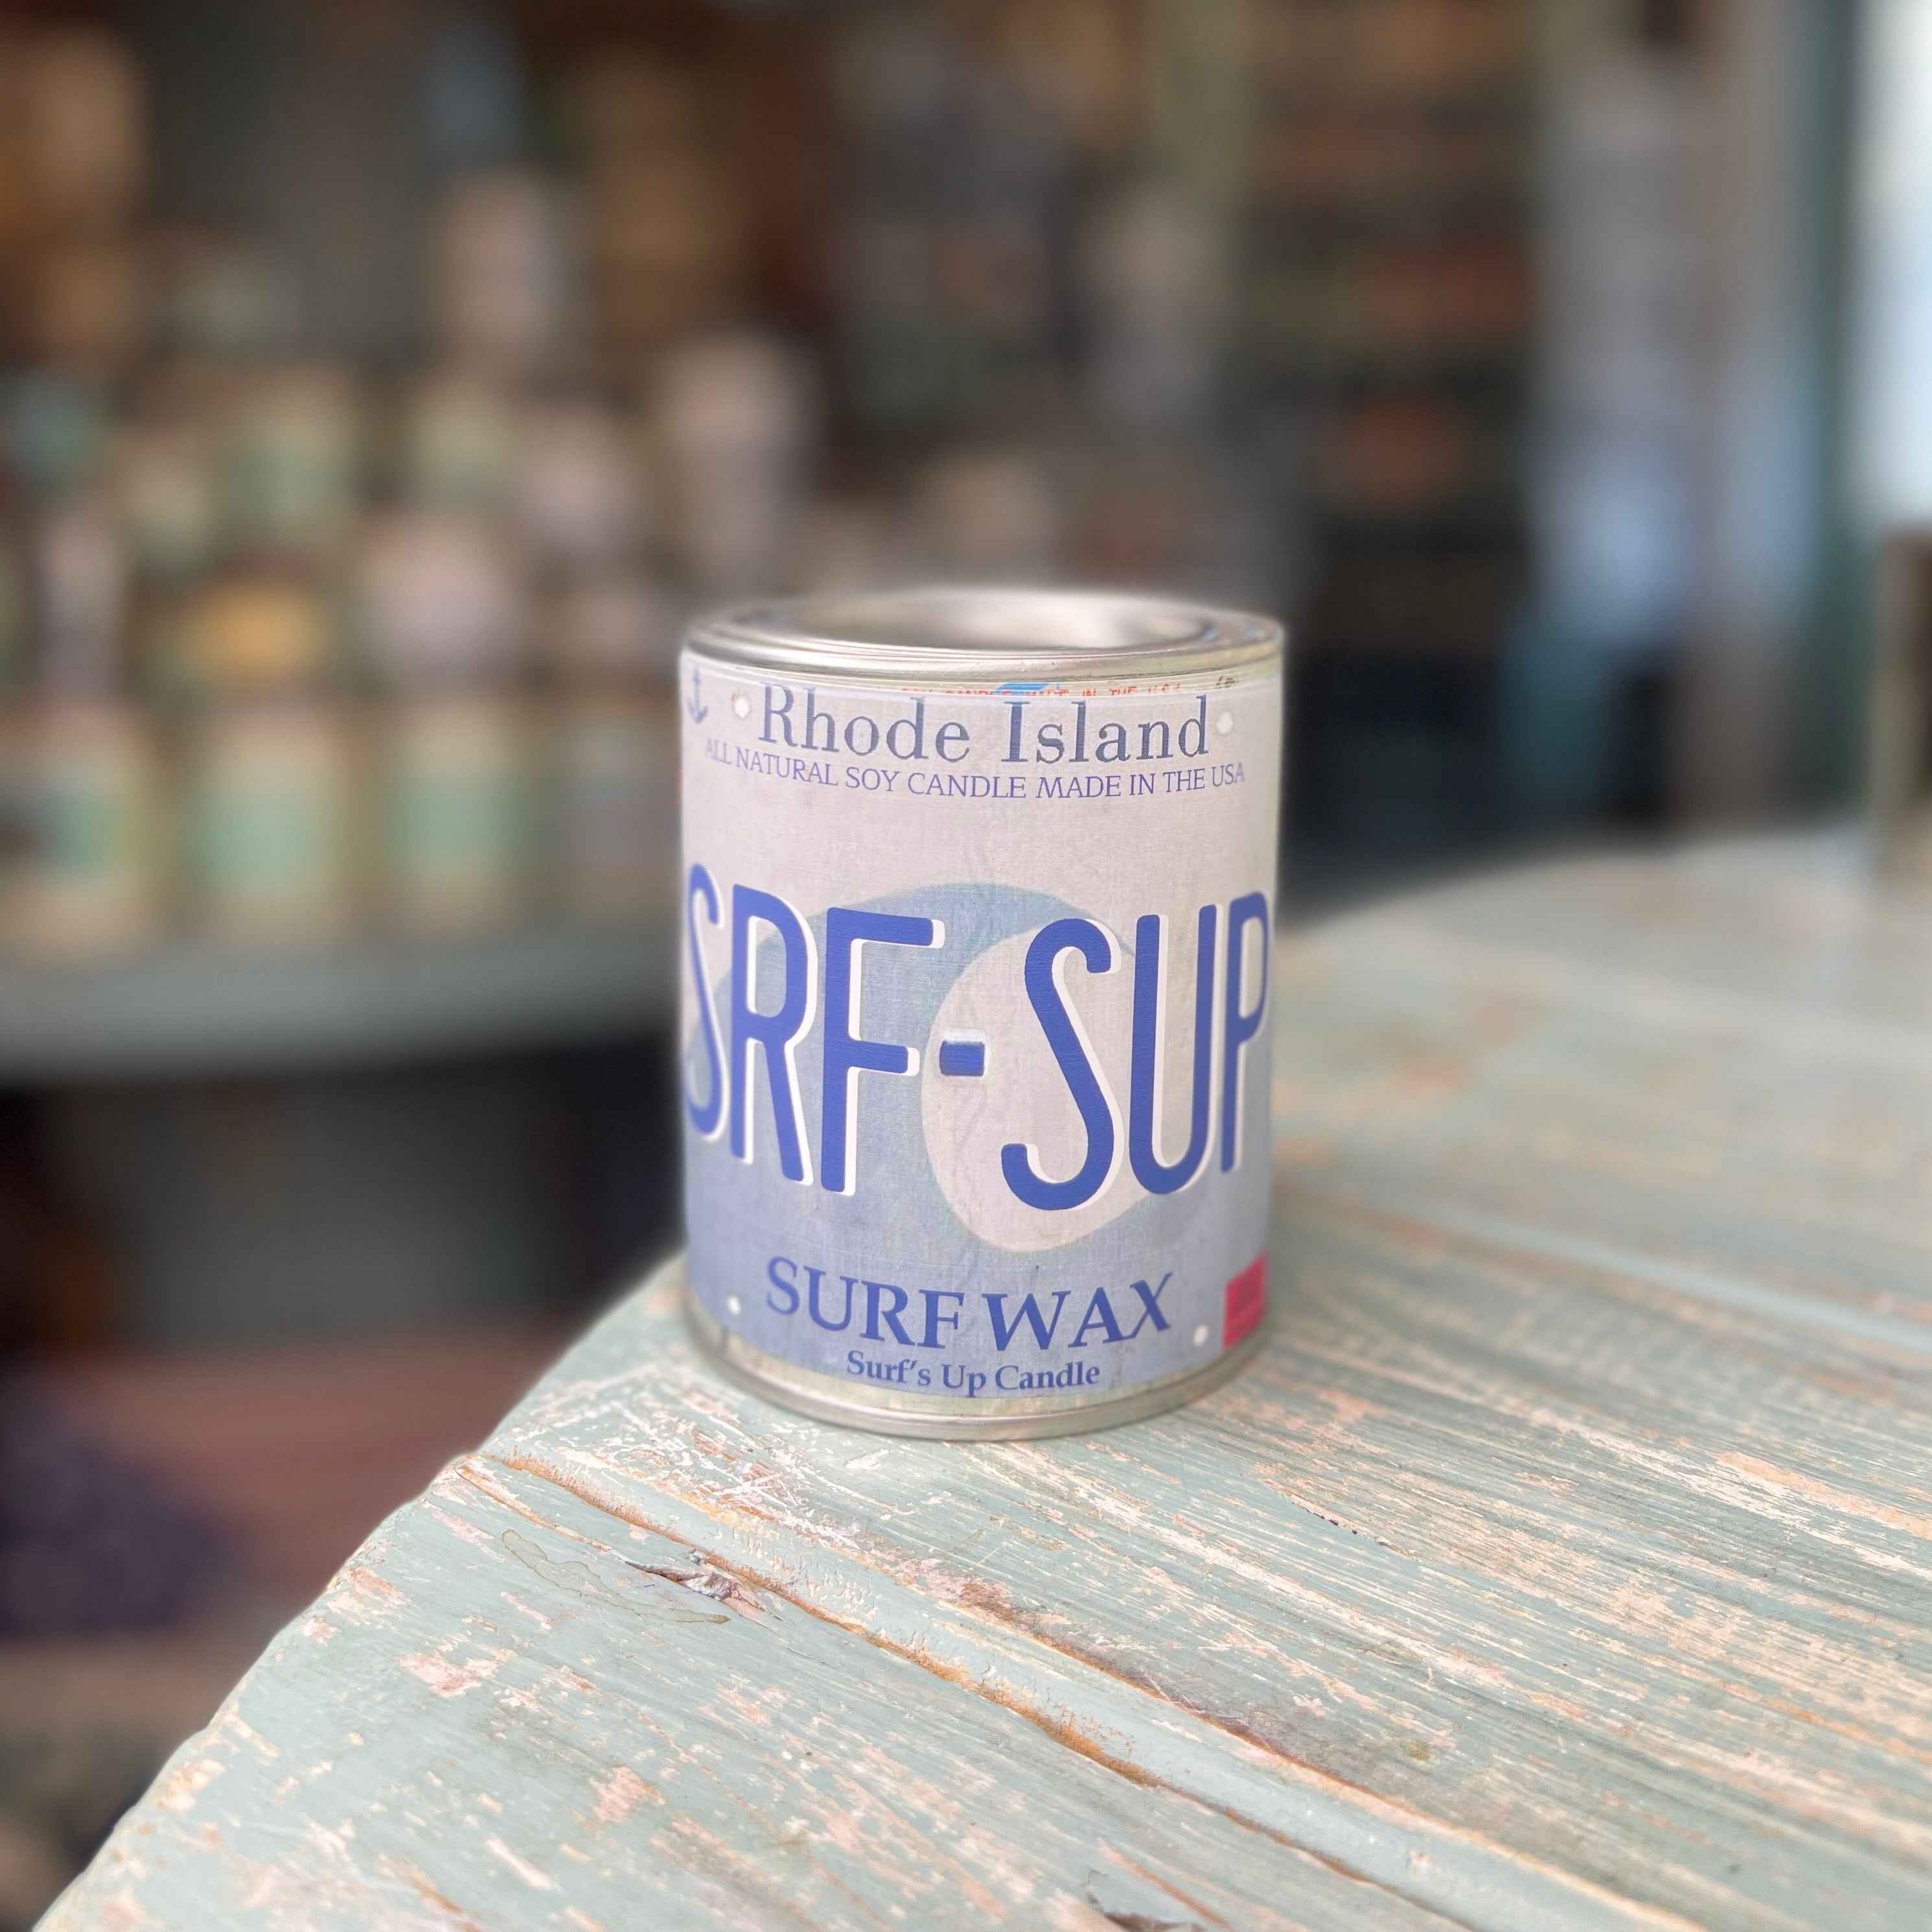 Rhode Island
ALL NATURAL SOY CANDLE MADE IN THE USA
SRF-SUP
SURF WAX
Surf's Up Candle